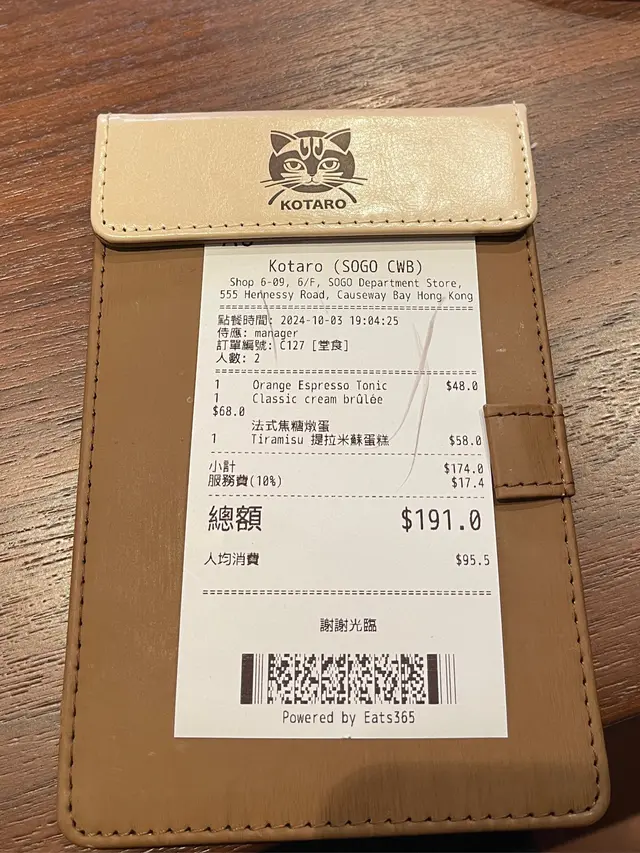 KOTARO
Kotaro (SOGO CWB)
Shop 6-09, 6/F, SOGO Department Store,
555 Hennessy Road, Causeway Bay Hong Kong
點餐時間: 2024-10-03 19:04:25
侍應: manager
訂單編號: C127 [堂食]
人數: 2
1 Orange Espresso Tonic $48.0
1 Classic cream brûlée
$68.0
法式焦糖燉蛋
1 Tiramisu 提拉米蘇蛋糕 $58.0
小計 $174.0
服務費(10%) $17.4
總額 $191.0
人均消費 $95.5
謝謝光臨
Powered by Eats365